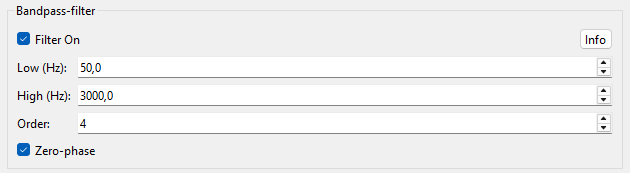 Bandpass-filter
Filter On Info
Low (Hz): 50,0
High (Hz): 3000,0
Order: 4
Zero-phase